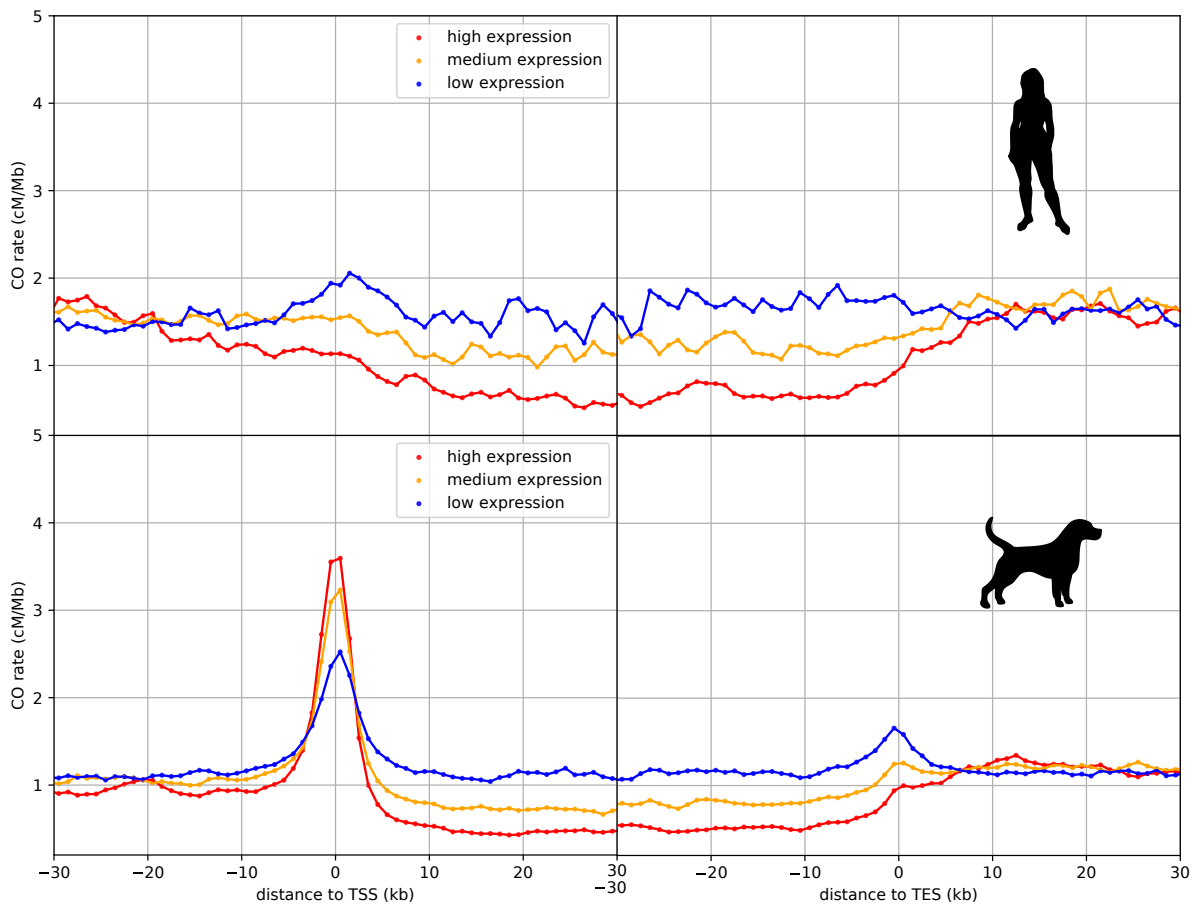 5
4
3
2
1
CO rate (cM/Mb)
high expression
medium expression
low expression
5
4
3
2
1
CO rate (cM/Mb)
high expression
medium expression
low expression
−30
−20
−10
0
10
20
30
distance to TSS (kb)
−30
−20
−10
0
10
20
30
distance to TES (kb)